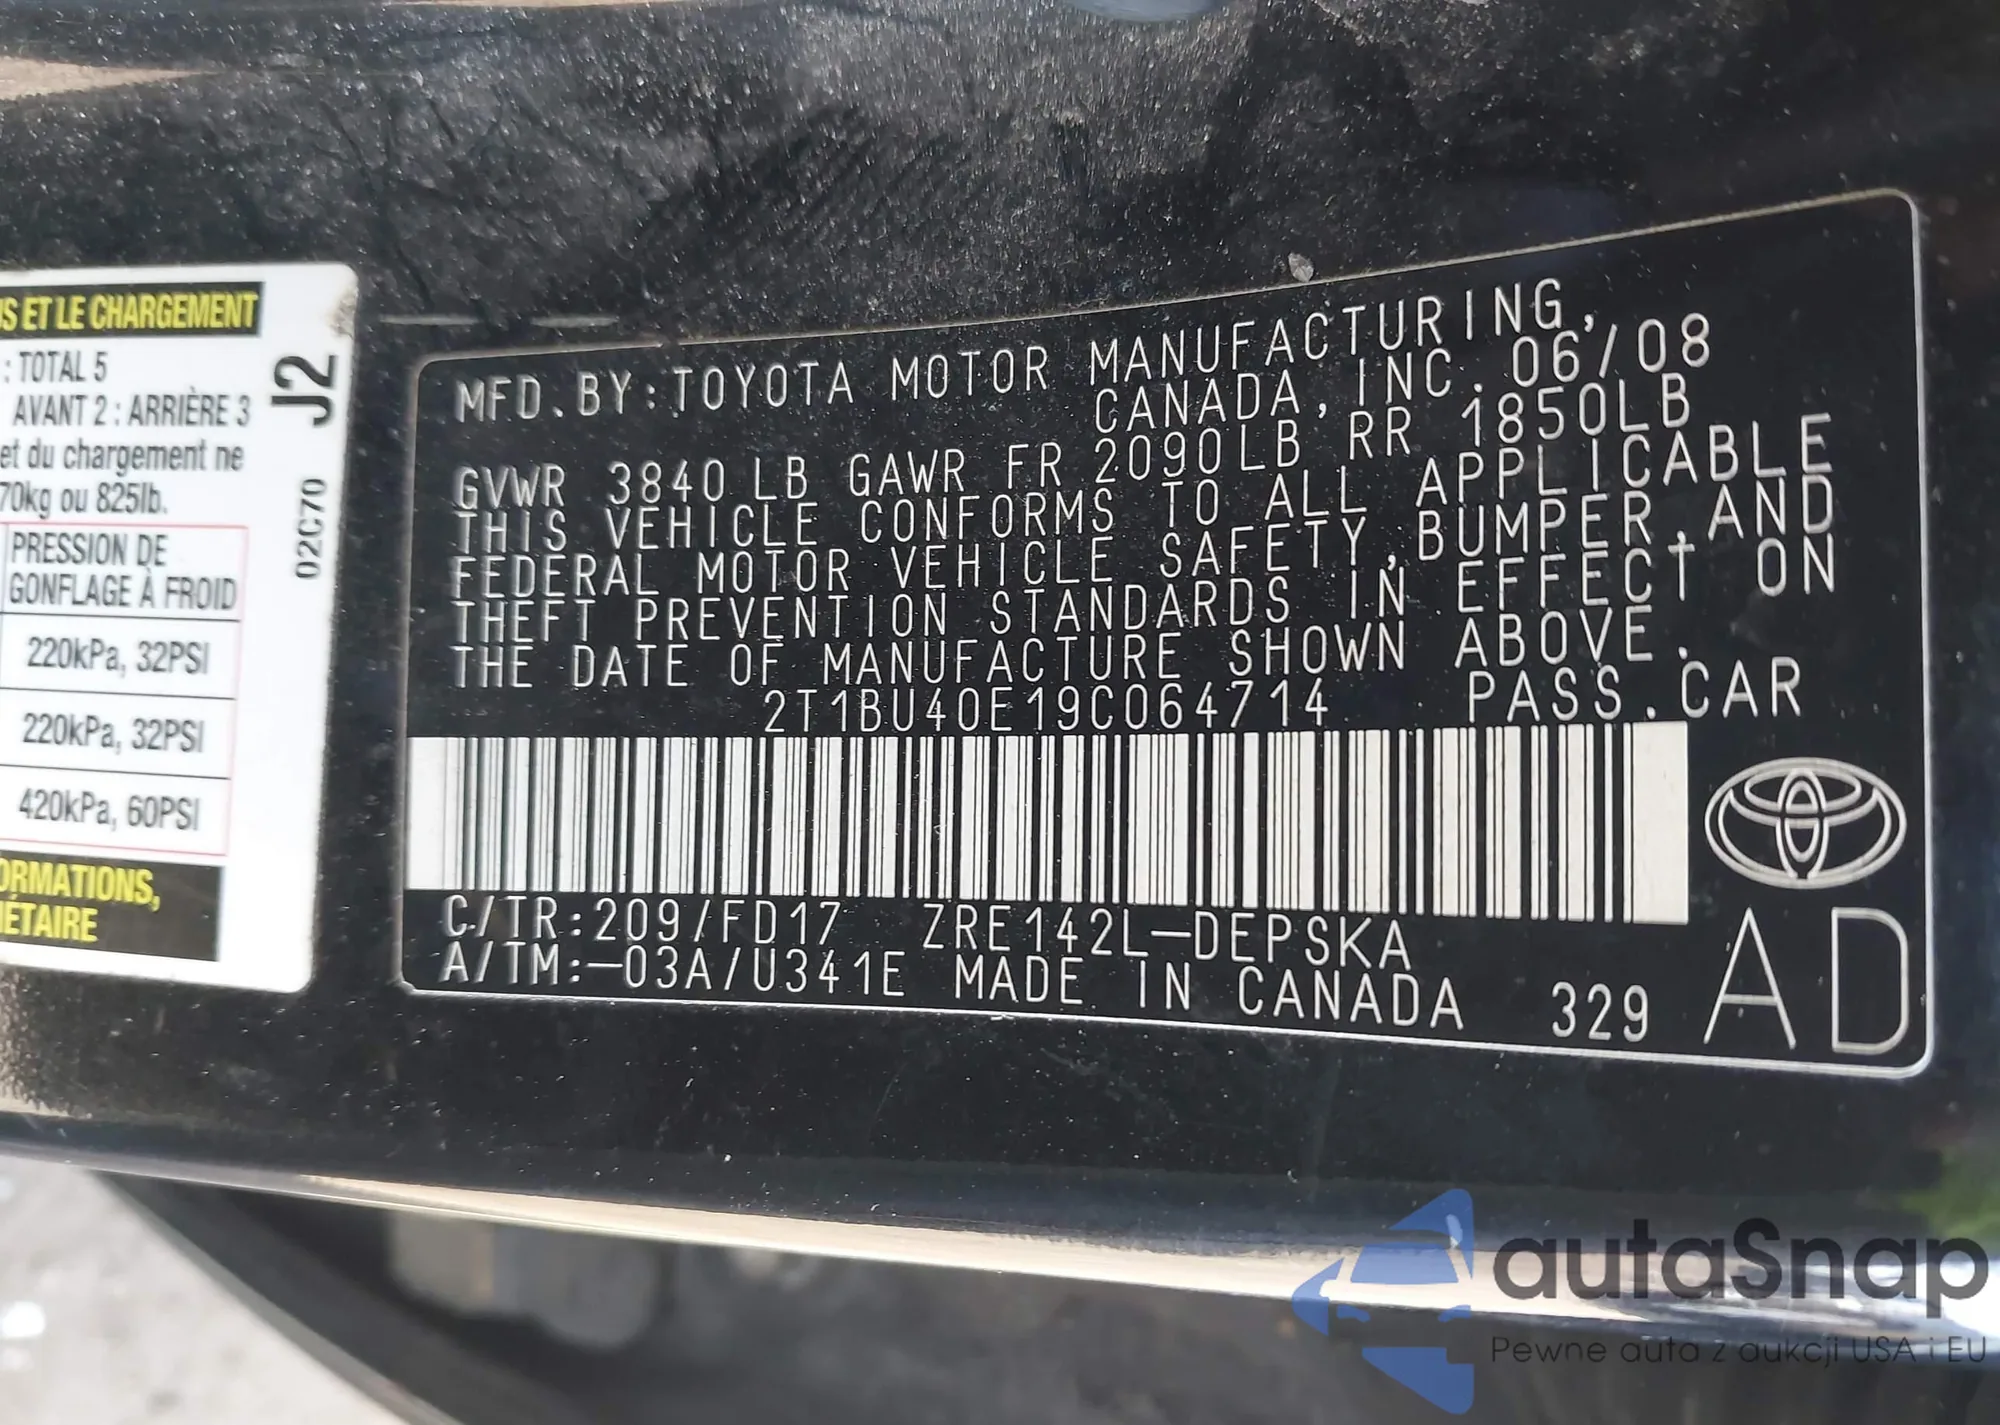 US ET LE CHARGEMENT
: TOTAL 5
AVANT 2 : ARRIÈRE 3
et du chargement ne
70kg ou 825lb.
PRESSION DE
GONFLAGE À FROID
220kPa, 32PSI
220kPa, 32PSI
420kPa, 60PSI
ORMATIONS,
IÉTAIRE
J2
02C70
MFD.BY:TOYOTA MOTOR MANUFACTURING,
CANADA, INC. 06/08
GVWR 3840LB GAWR FR 2090LB RR 1850LB
THIS VEHICLE CONFORMS TO ALL APPLICABLE
FEDERAL MOTOR VEHICLE SAFETY,BUMPER,AND
THEFT PREVENTION STANDARDS IN EFFECT ON
THE DATE OF MANUFACTURE SHOWN ABOVE.
2T1BU40E19C064714 PASS.CAR
C/TR:209/FD17 ZRE142L-DEPSKA
A/TM:-03A/U341E MADE IN CANADA 329
AD
autaSnap
Pewne auta z aukcji USA i EU